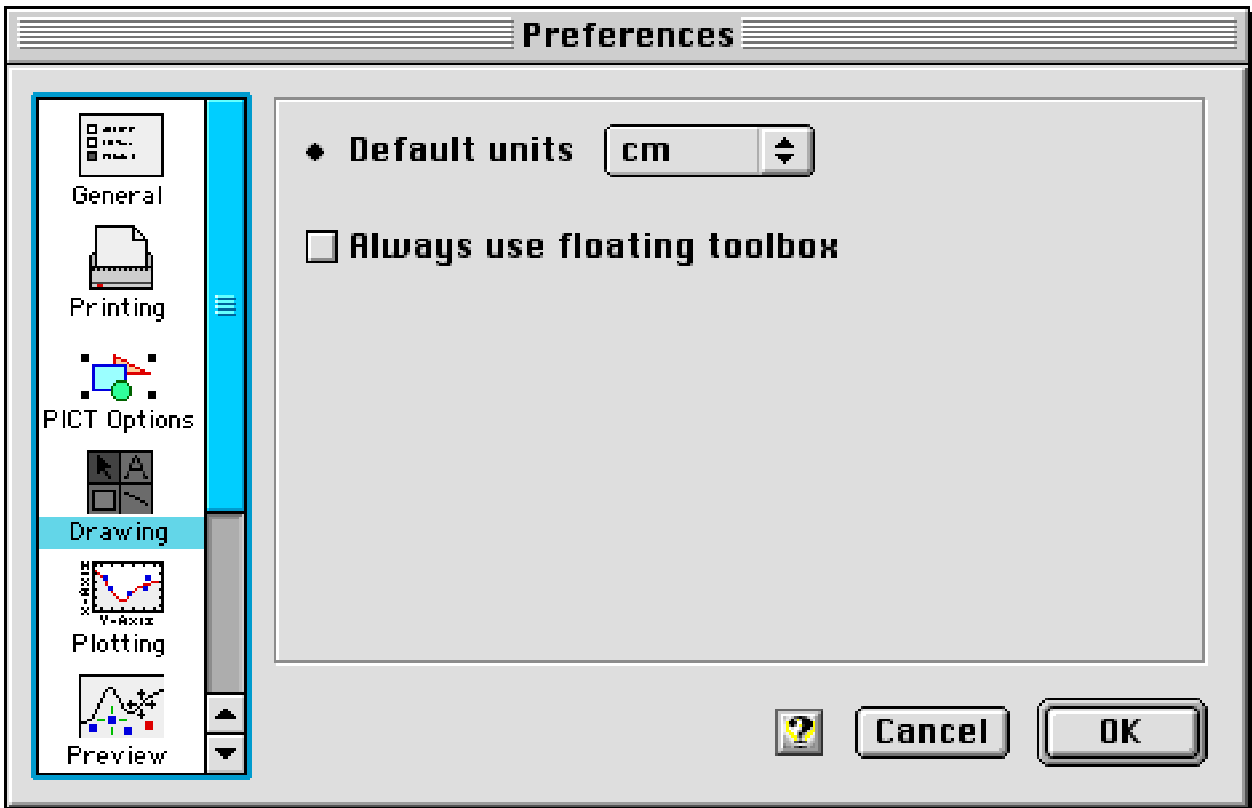 Preferences
General
Printing
PICT Options
Drawing
Plotting
Preview
Default units cm
Always use floating toolbox
Cancel OK